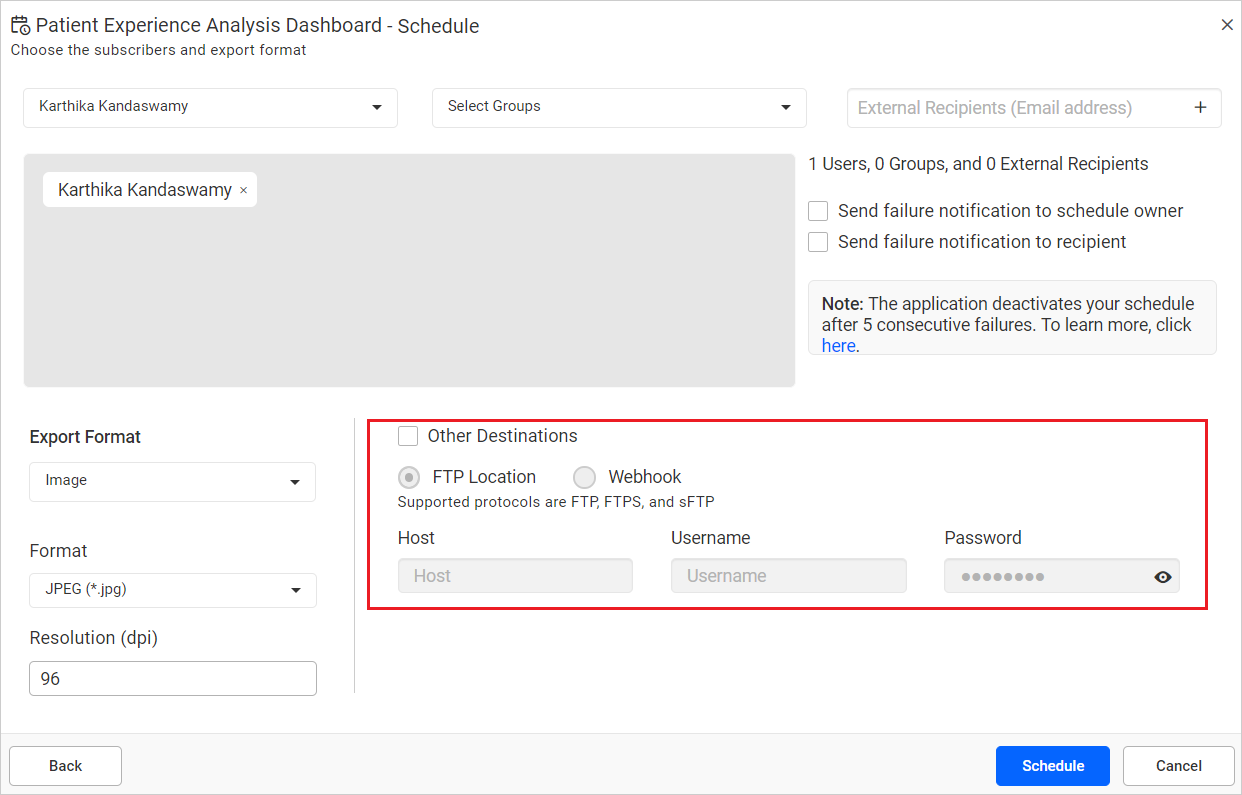 Patient Experience Analysis Dashboard - Schedule
Choose the subscribers and export format
Karthika Kandaswamy
Select Groups
External Recipients (Email address)
Karthika Kandaswamy ×
1 Users, 0 Groups, and 0 External Recipients
Send failure notification to schedule owner
Send failure notification to recipient
Note: The application deactivates your schedule
after 5 consecutive failures. To learn more, click
here.
Export Format
Image
Format
JPEG (*.jpg)
Resolution (dpi)
96
Other Destinations
FTP Location Webhook
Supported protocols are FTP, FTPS, and sFTP
Host Username Password
Host Username ●●●●●●●●
Back Schedule Cancel